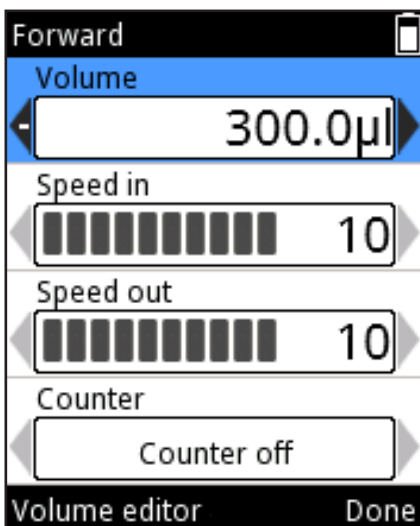 Forward
Volume
- 300.0µl
Speed in
10
Speed out
10
Counter
Counter off
Volume editor Done